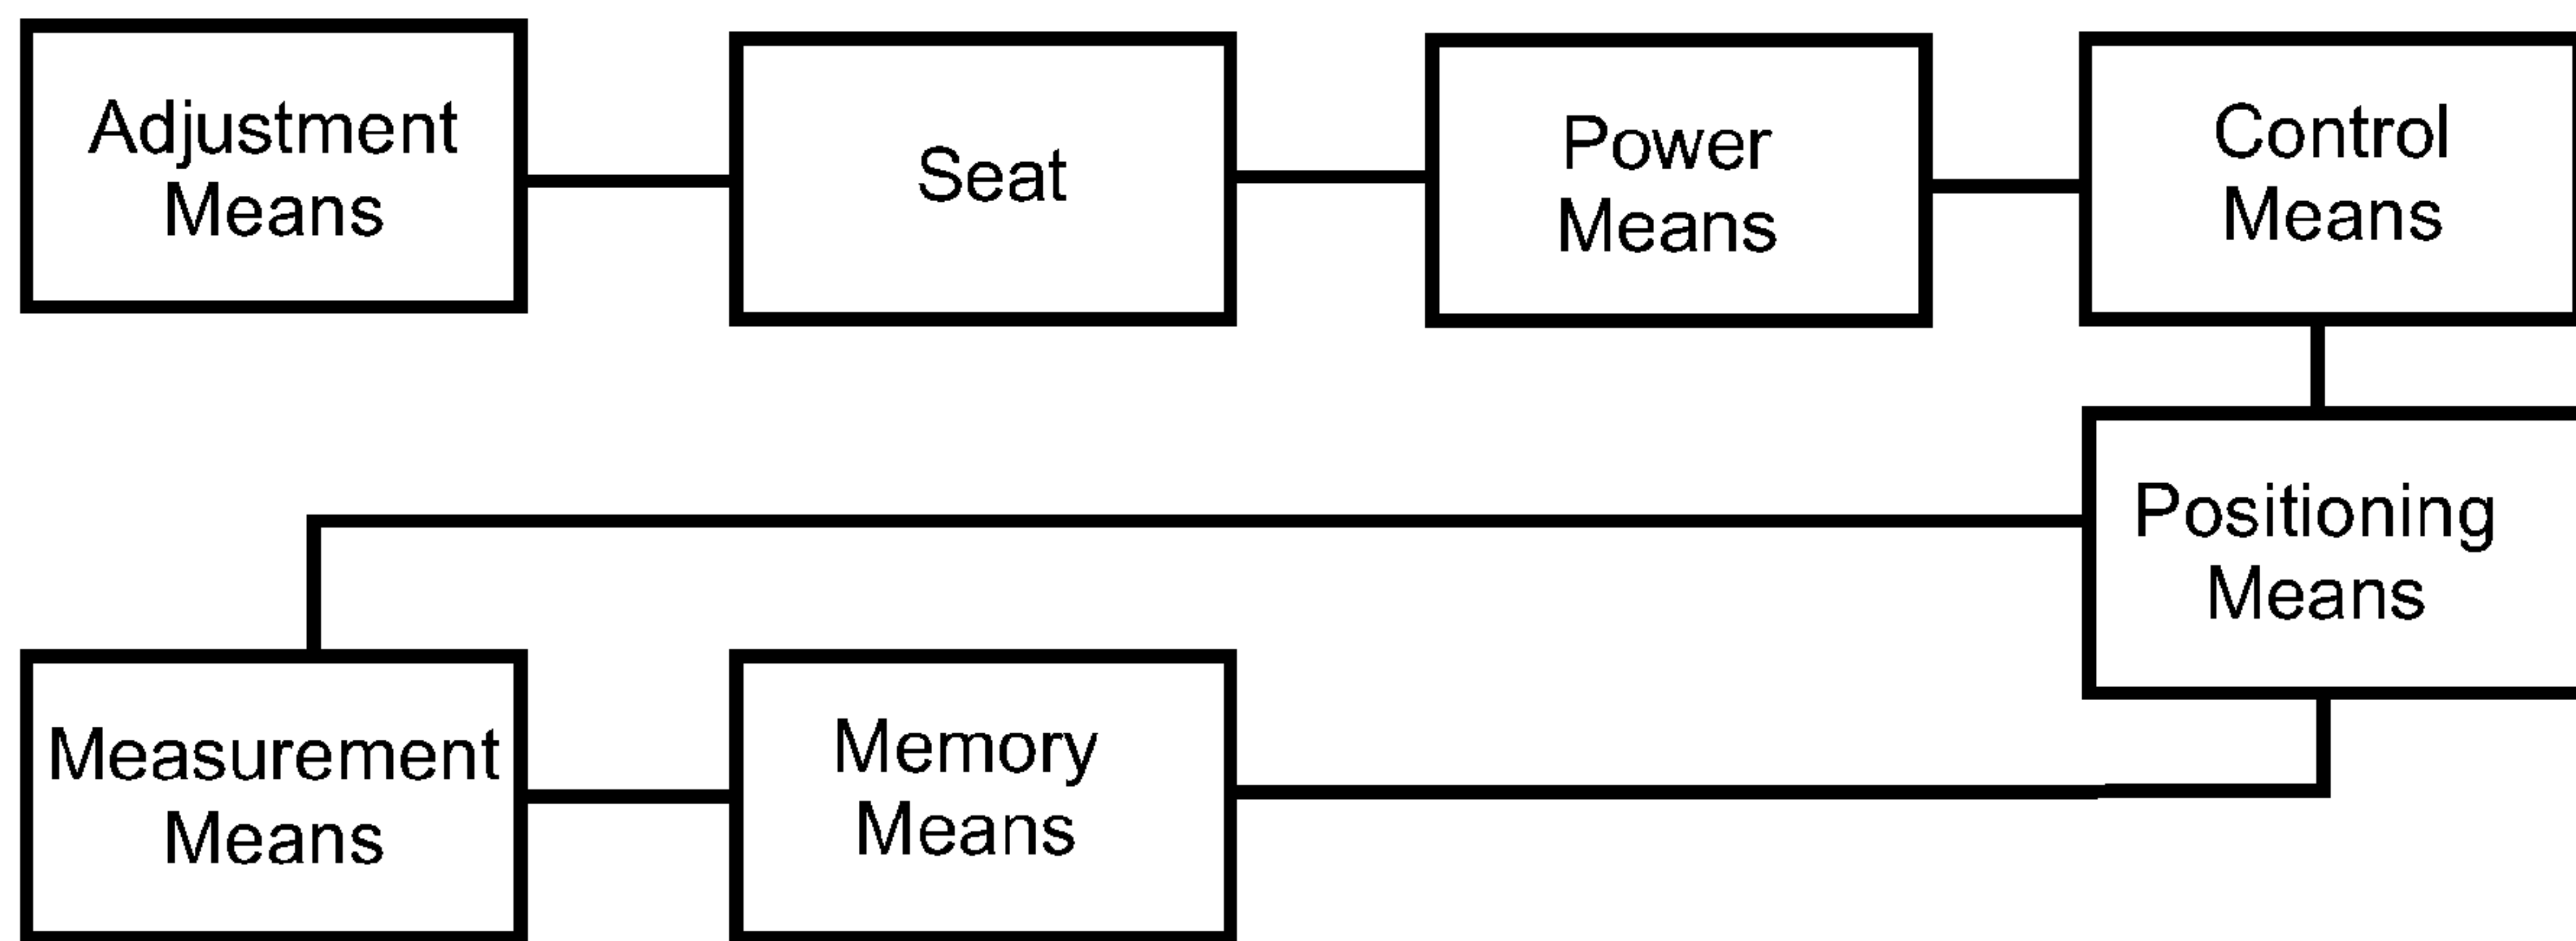 Adjustment
Means
Seat
Power
Means
Control
Means
Positioning
Means
Measurement
Means
Memory
Means